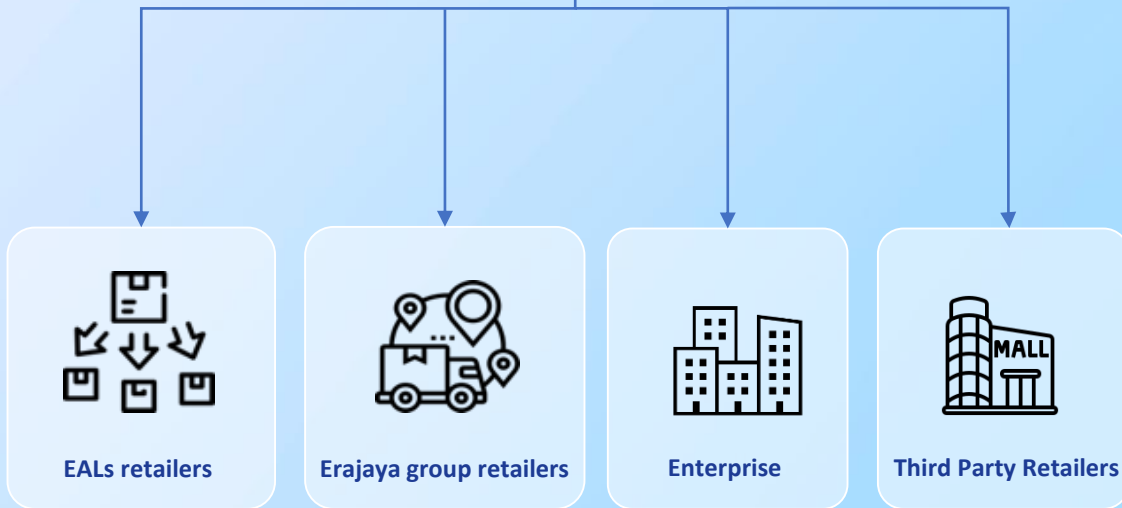 MALL
EALs retailers
Erajaya group retailers
Enterprise
Third Party Retailers